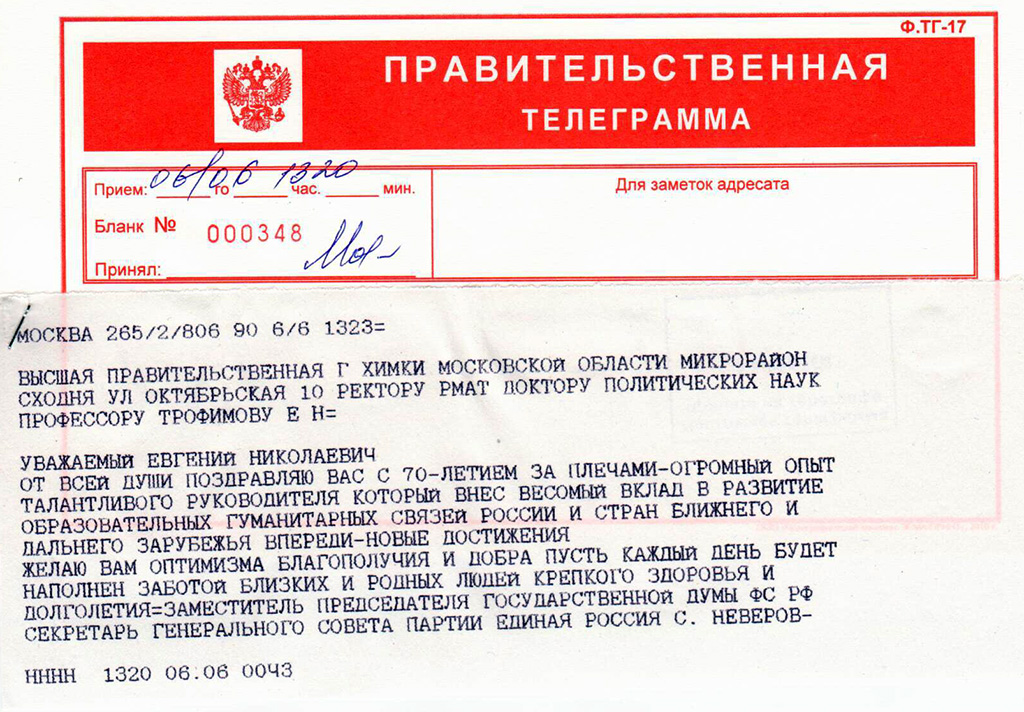 Ф.ТГ-17
ПРАВИТЕЛЬСТВЕННАЯ
ТЕЛЕГРАММА
Прием: 06/06 го 1320 час. мин.
Для заметок адресата
Бланк № 000348
Принял:
МОСКВА 265/2/806 90 6/6 1323=
ВЫСШАЯ ПРАВИТЕЛЬСТВЕННАЯ Г ХИМКИ МОСКОВСКОЙ ОБЛАСТИ МИКРОРАЙОН
СХОДНЯ УЛ ОКТЯБРЬСКАЯ 10 РЕКТОРУ РМАТ ДОКТОРУ ПОЛИТИЧЕСКИХ НАУК
ПРОФЕССОРУ ТРОФИМОВУ Е Н=
УВАЖАЕМЫЙ ЕВГЕНИЙ НИКОЛАЕВИЧ
ОТ ВСЕЙ ДУШИ ПОЗДРАВЛЯЮ ВАС С 70-ЛЕТИЕМ ЗА ПЛЕЧАМИ-ОГРОМНЫЙ ОПЫТ
ТАЛАНТЛИВОГО РУКОВОДИТЕЛЯ КОТОРЫЙ ВНЕС ВЕСОМЫЙ ВКЛАД В РАЗВИТИЕ
ОБРАЗОВАТЕЛЬНЫХ ГУМАНИТАРНЫХ СВЯЗЕЙ РОССИИ И СТРАН БЛИЖНЕГО И
ДАЛЬНЕГО ЗАРУБЕЖЬЯ ВПЕРЕДИ-НОВЫЕ ДОСТИЖЕНИЯ
ЖЕЛАЮ ВАМ ОПТИМИЗМА БЛАГОПОЛУЧИЯ И ДОБРА ПУСТЬ КАЖДЫЙ ДЕНЬ БУДЕТ
НАПОЛНЕН ЗАБОТОЙ БЛИЗКИХ И РОДНЫХ ЛЮДЕЙ КРЕПКОГО ЗДОРОВЬЯ И
ДОЛГОЛЕТИЯ=ЗАМЕСТИТЕЛЬ ПРЕДСЕДАТЕЛЯ ГОСУДАРСТВЕННОЙ ДУМЫ ФС РФ
СЕКРЕТАРЬ ГЕНЕРАЛЬНОГО СОВЕТА ПАРТИИ ЕДИНАЯ РОССИЯ С. НЕВЕРОВ-
НННН 1320 06.06 00ЧЗ